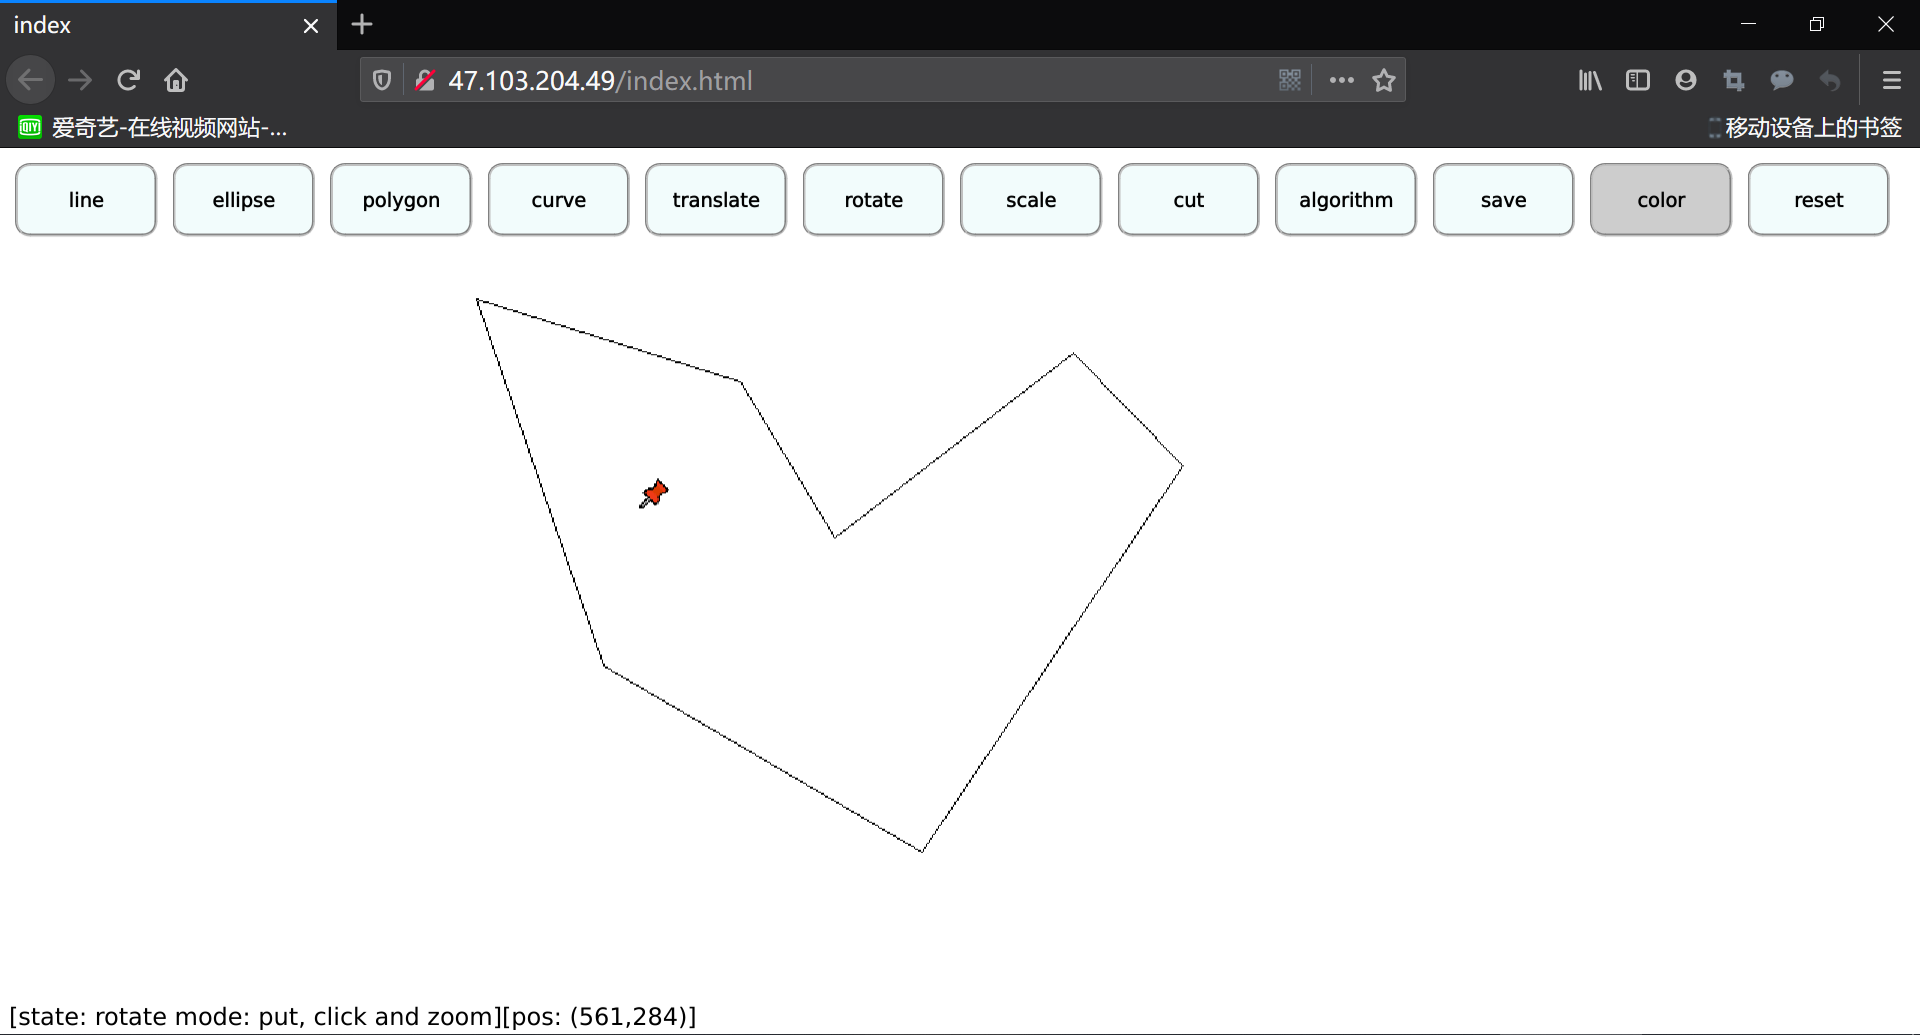 index
47.103.204.49/index.html
QIY 爱奇艺-在线视频网站-...
移动设备上的书签
line ellipse polygon curve translate rotate scale cut algorithm save color reset
[state: rotate mode: put, click and zoom][pos: (561,284)]